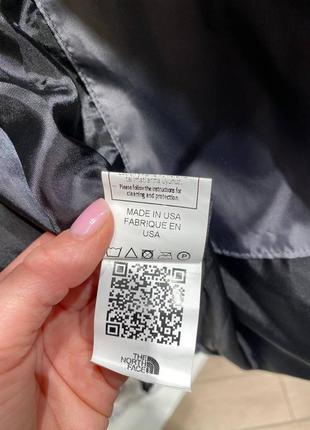 Please follow the instructions for
cleaning and protection.
MADE IN USA
FABRIQUE EN
USA
P
THE
NORTH
FACE